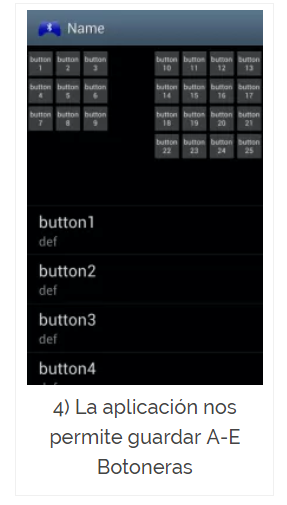 Name
button 1 button 2 button 3 button 10 button 11 button 12 button 13
button 4 button 5 button 6 button 14 button 15 button 16 button 17
button 7 button 8 button 9 button 18 button 19 button 20 button 21
button 22 button 23 button 24 button 25
button1
def
button2
def
button3
def
button4
4) La aplicación nos
permite guardar A-E
Botoneras